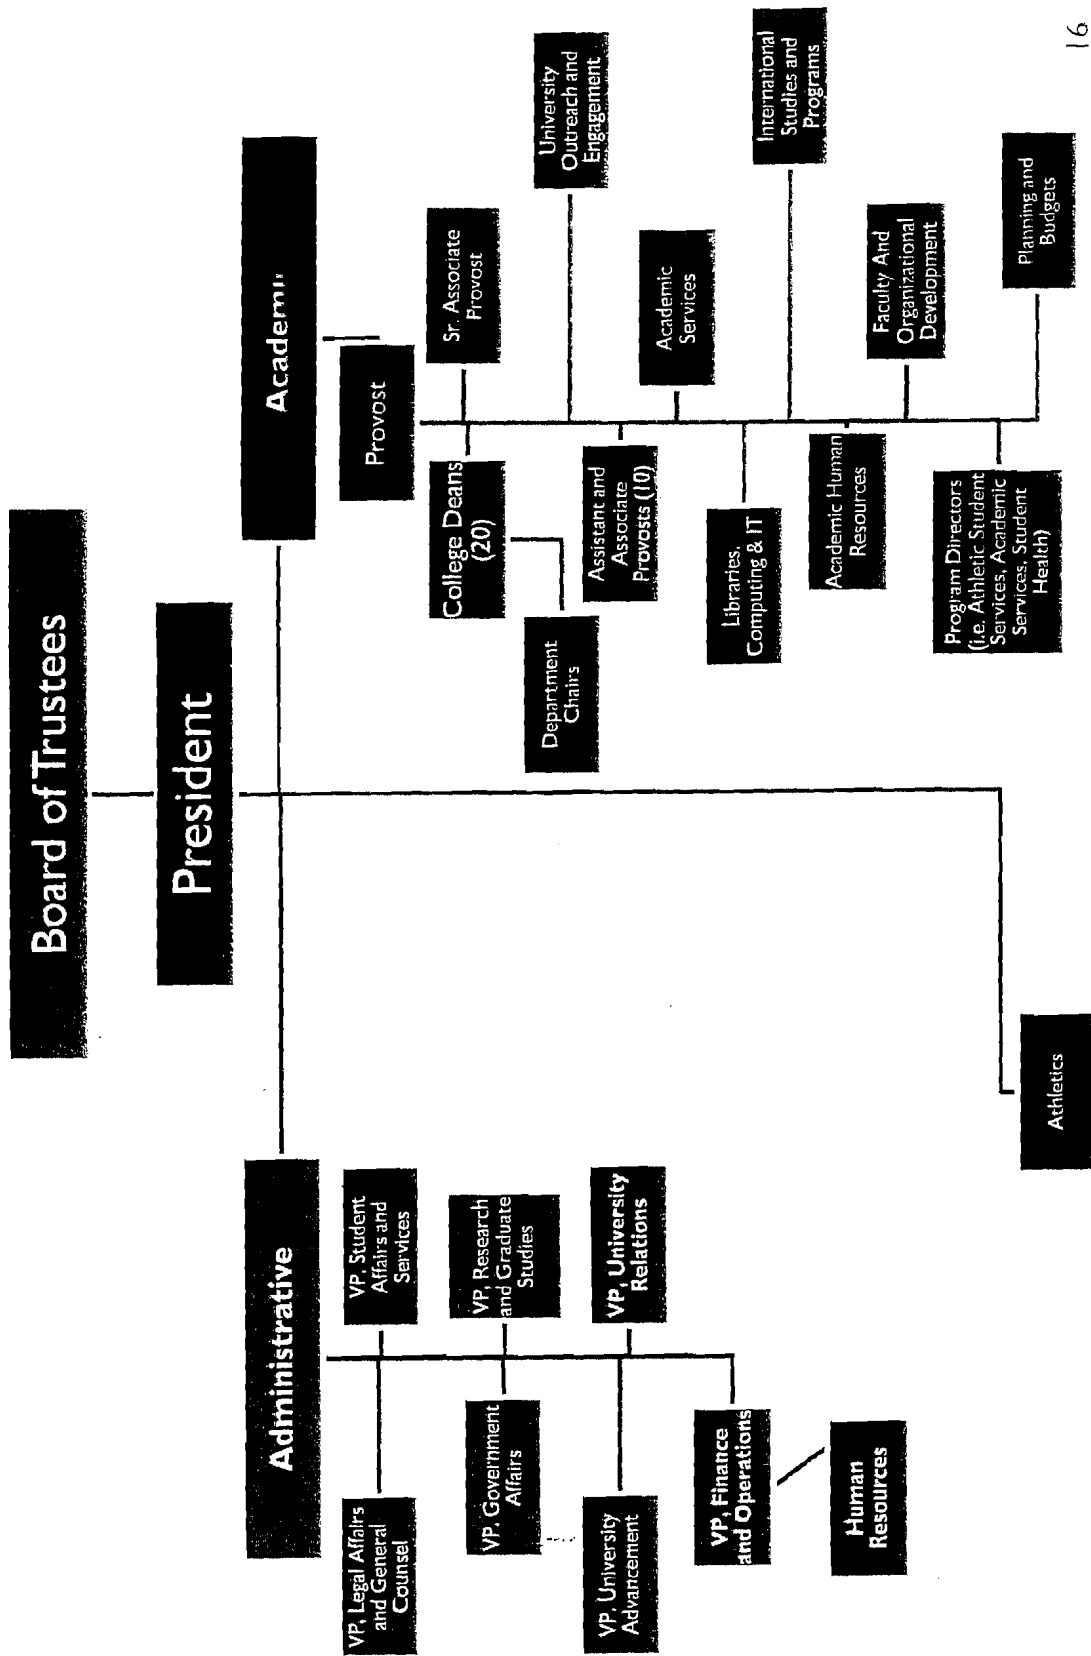 Board of Trustees
President
Administrative
VP, Legal Affairs
and General
Counsel
VP, Student
Affairs and
Services
VP, Government
Affairs
VP, Research
and Graduate
Studies
VP, University
Advancement
VP, University
Relations
VP, Finance
and Operations
Human
Resources
Athletics
Academic
Provost
College Deans
(20)
Sr. Associate
Provost
Department
Chairs
University
Outreach and
Engagement
Assistant and
Associate
Provosts (10)
Academic
Services
Libraries,
Computing & IT
International
Studies and
Programs
Academic Human
Resources
Faculty And
Organizational
Development
Program Directors
(i.e. Athletic Student
Services, Academic
Services, Student
Health)
Planning and
Budgets
16